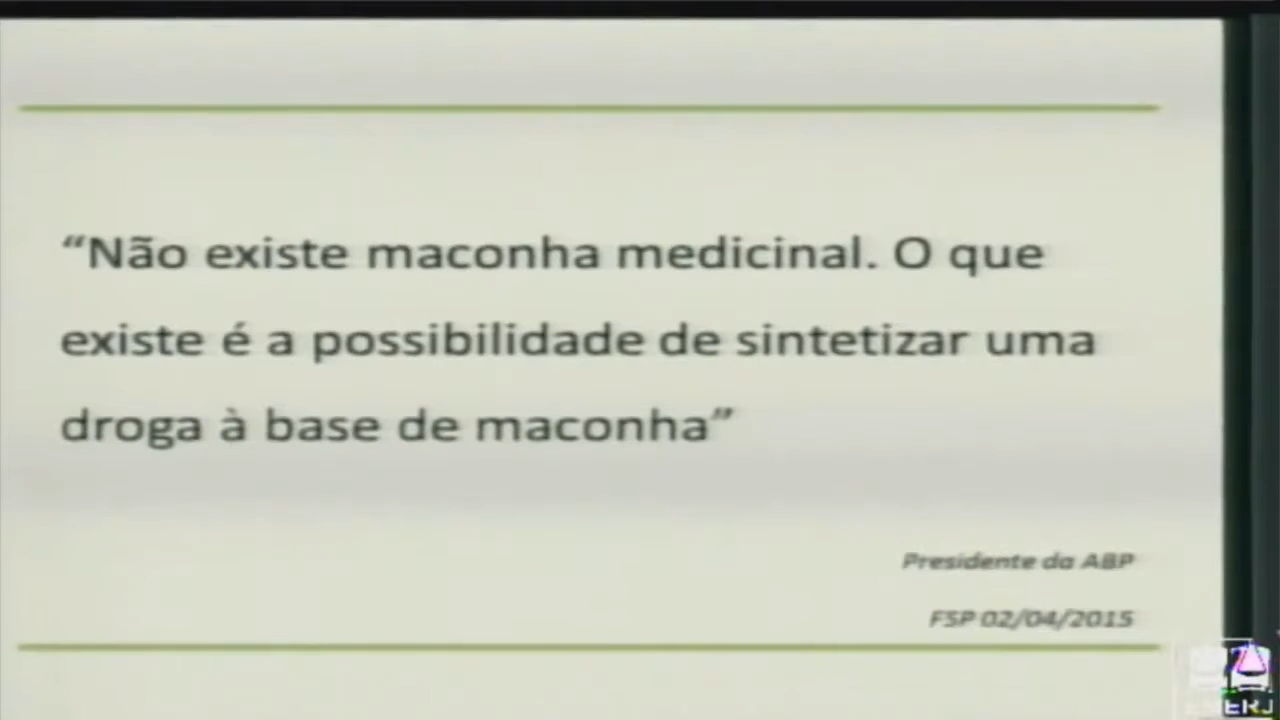 “Não existe maconha medicinal. O que
existe é a possibilidade de sintetizar uma
droga à base de maconha”
Presidente da ABP
FSP 02/04/2015